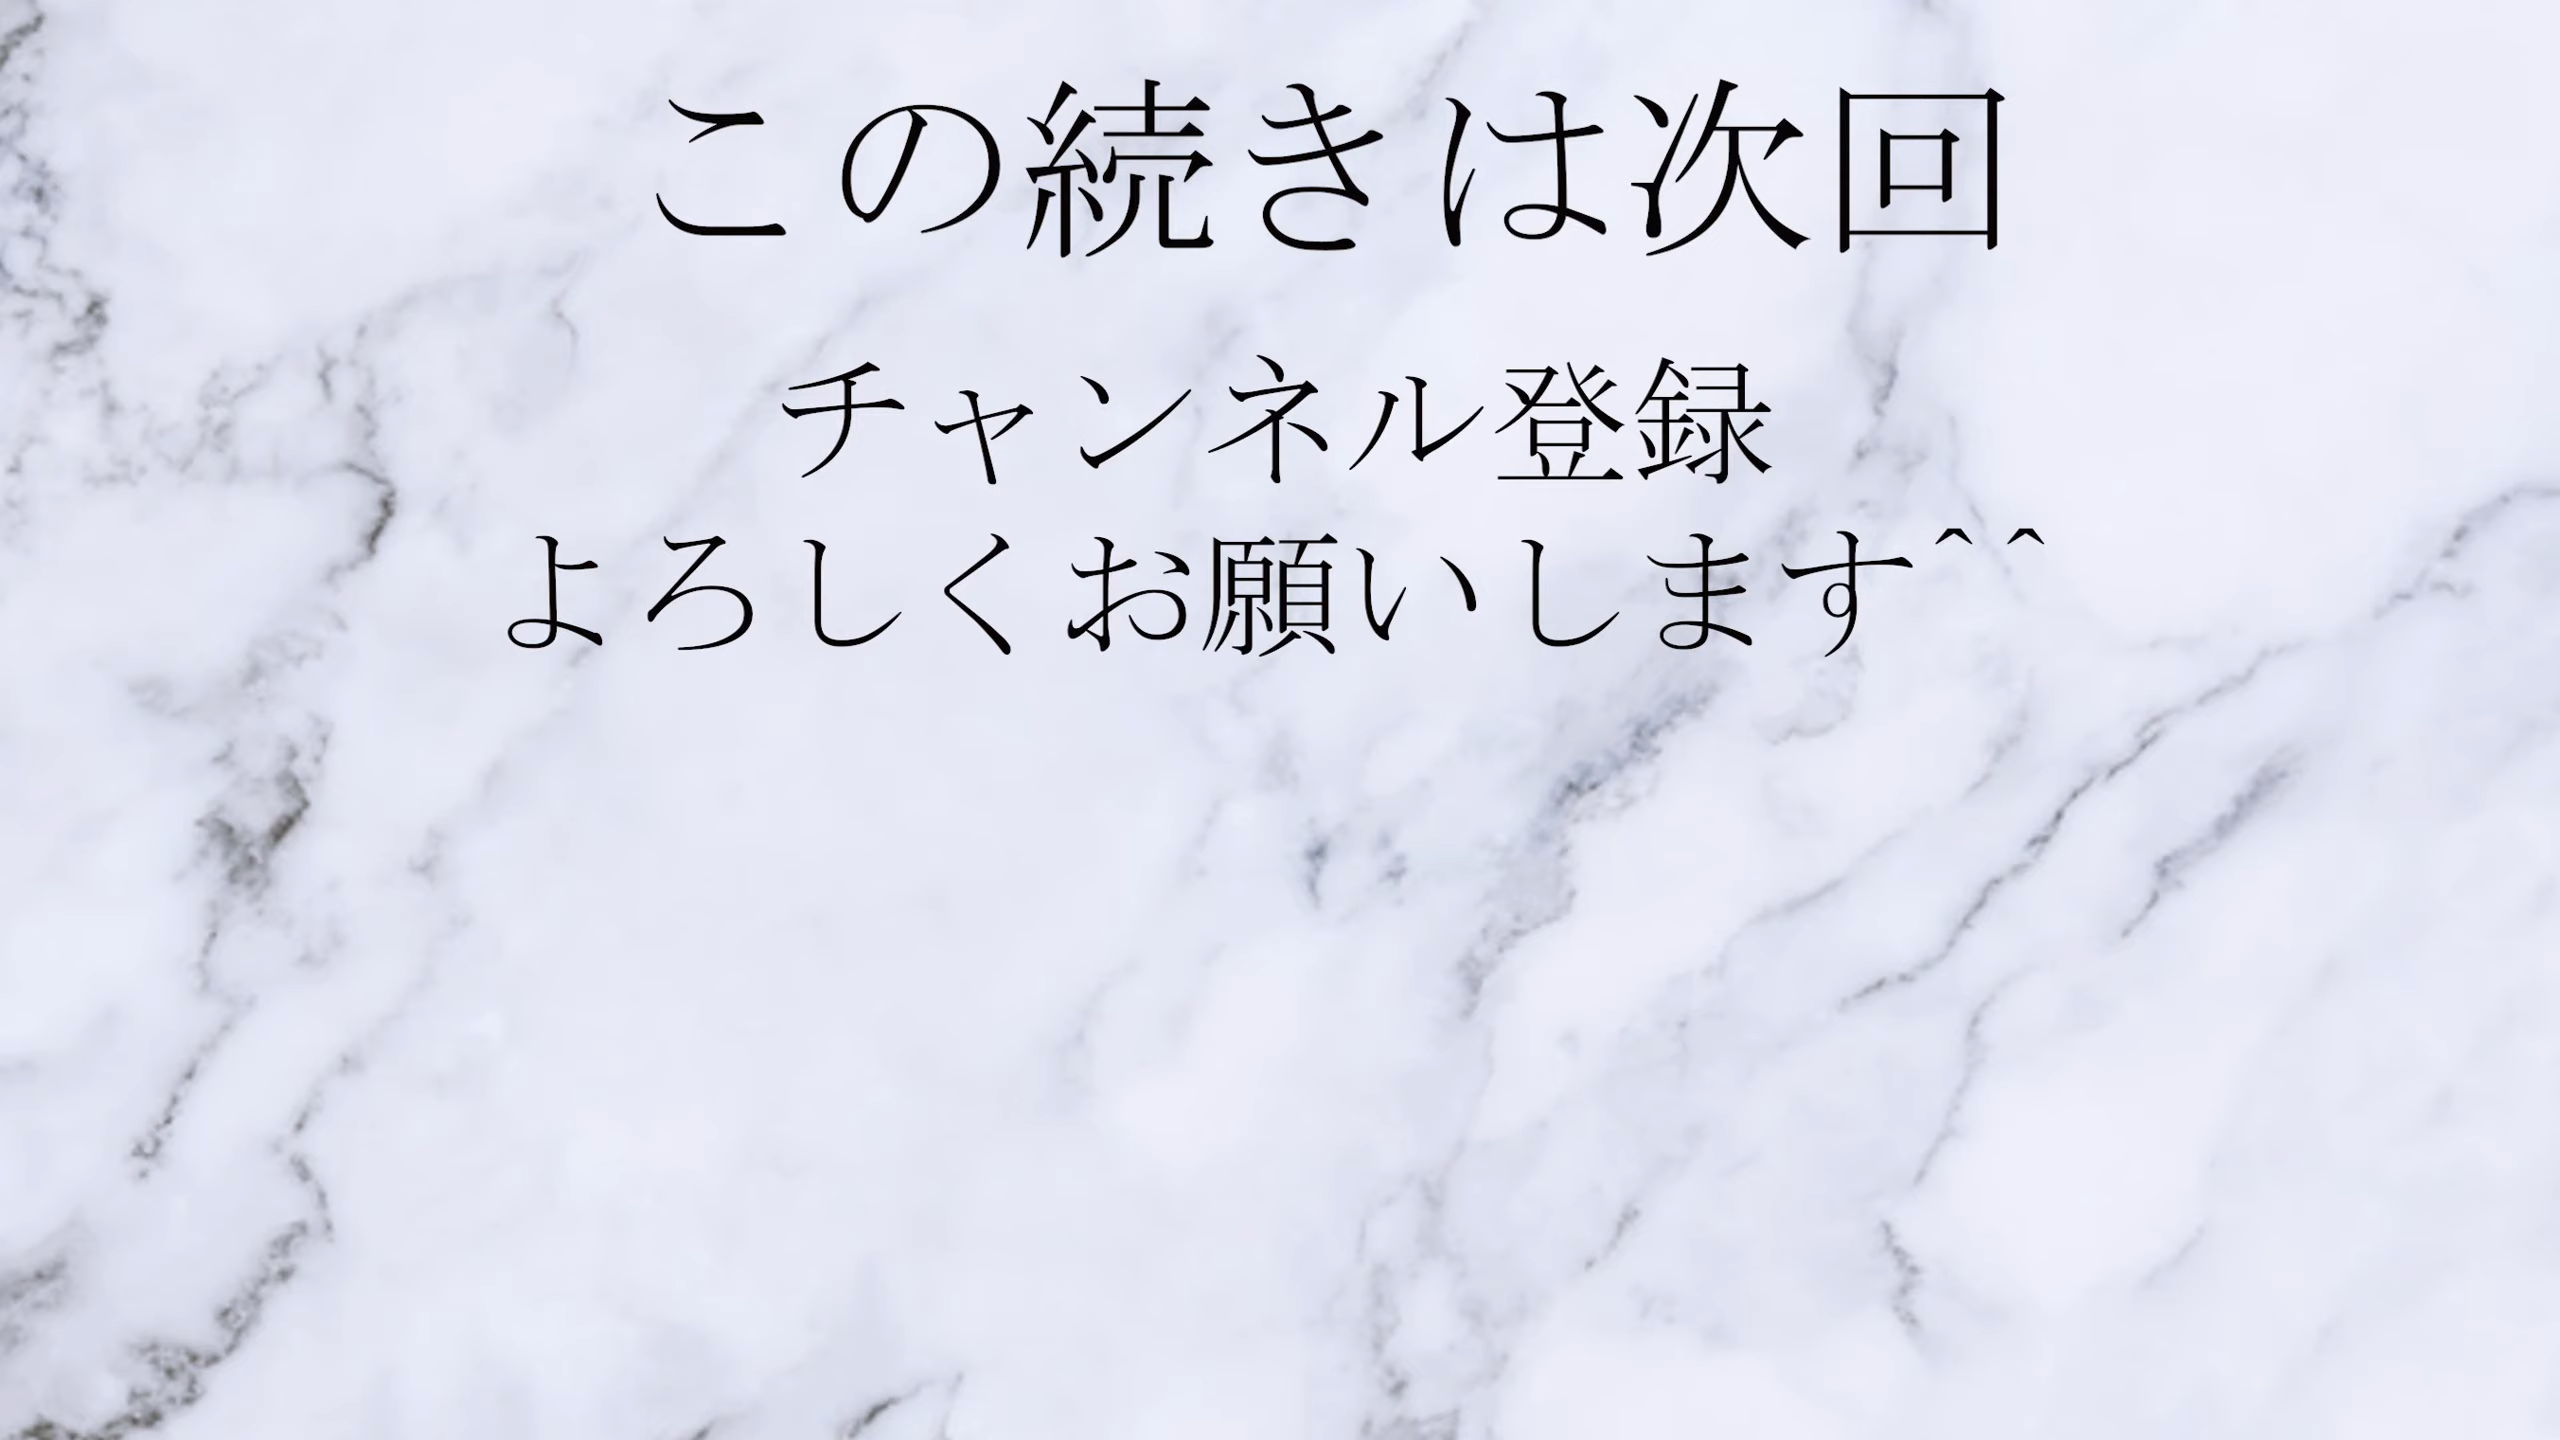 この続きは次回
チャンネル登録
よろしくお願いします^^